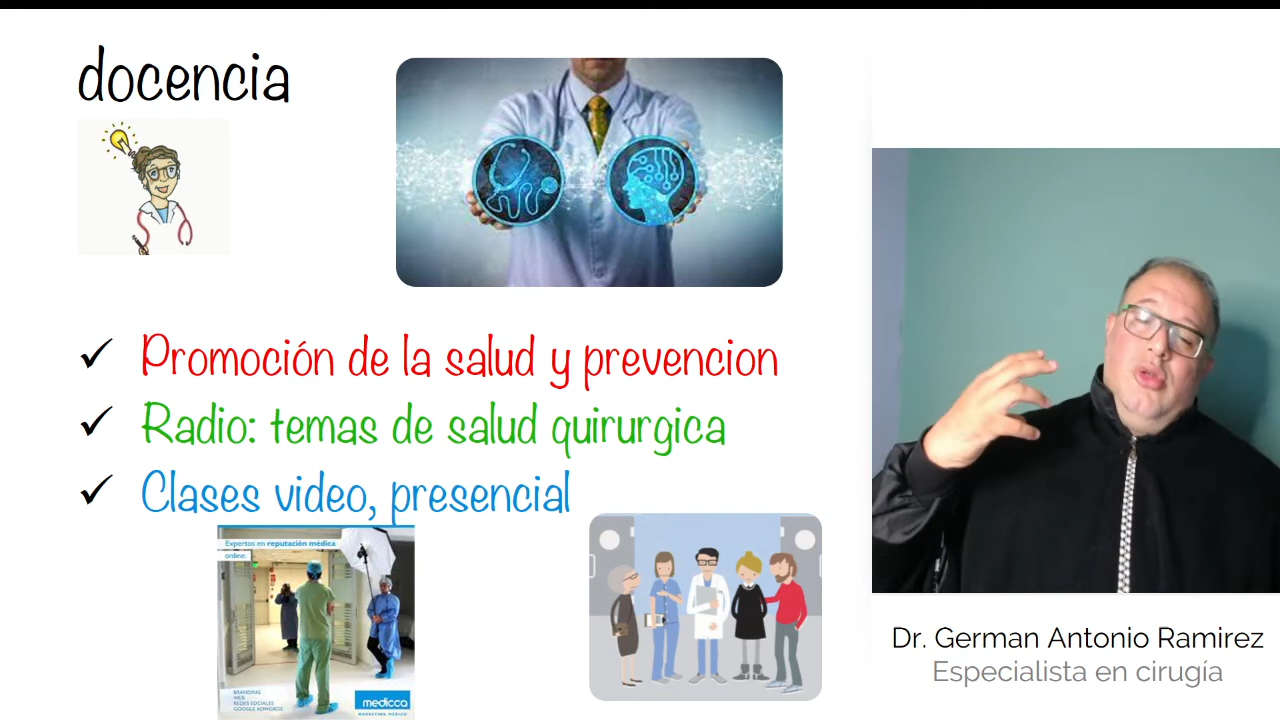 docencia
Promoción de la salud y prevencion
Radio: temas de salud quirurgica
Clases video, presencial
Expertos en reputación médica
online.
BRANDING
WEB
REDES SOCIALES
GOOGLE ADWORDS
medicca
MARKETING MÉDICO
Dr. German Antonio Ramirez
Especialista en cirugía